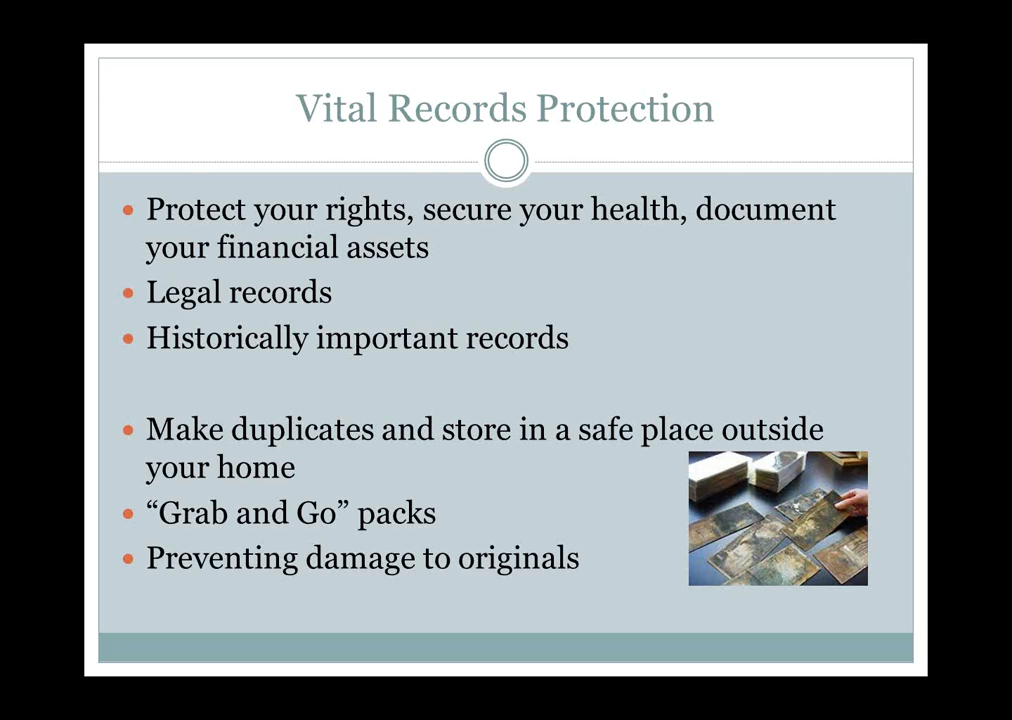 Vital Records Protection
• Protect your rights, secure your health, document
your financial assets
• Legal records
• Historically important records
• Make duplicates and store in a safe place outside
your home
• “Grab and Go” packs
• Preventing damage to originals